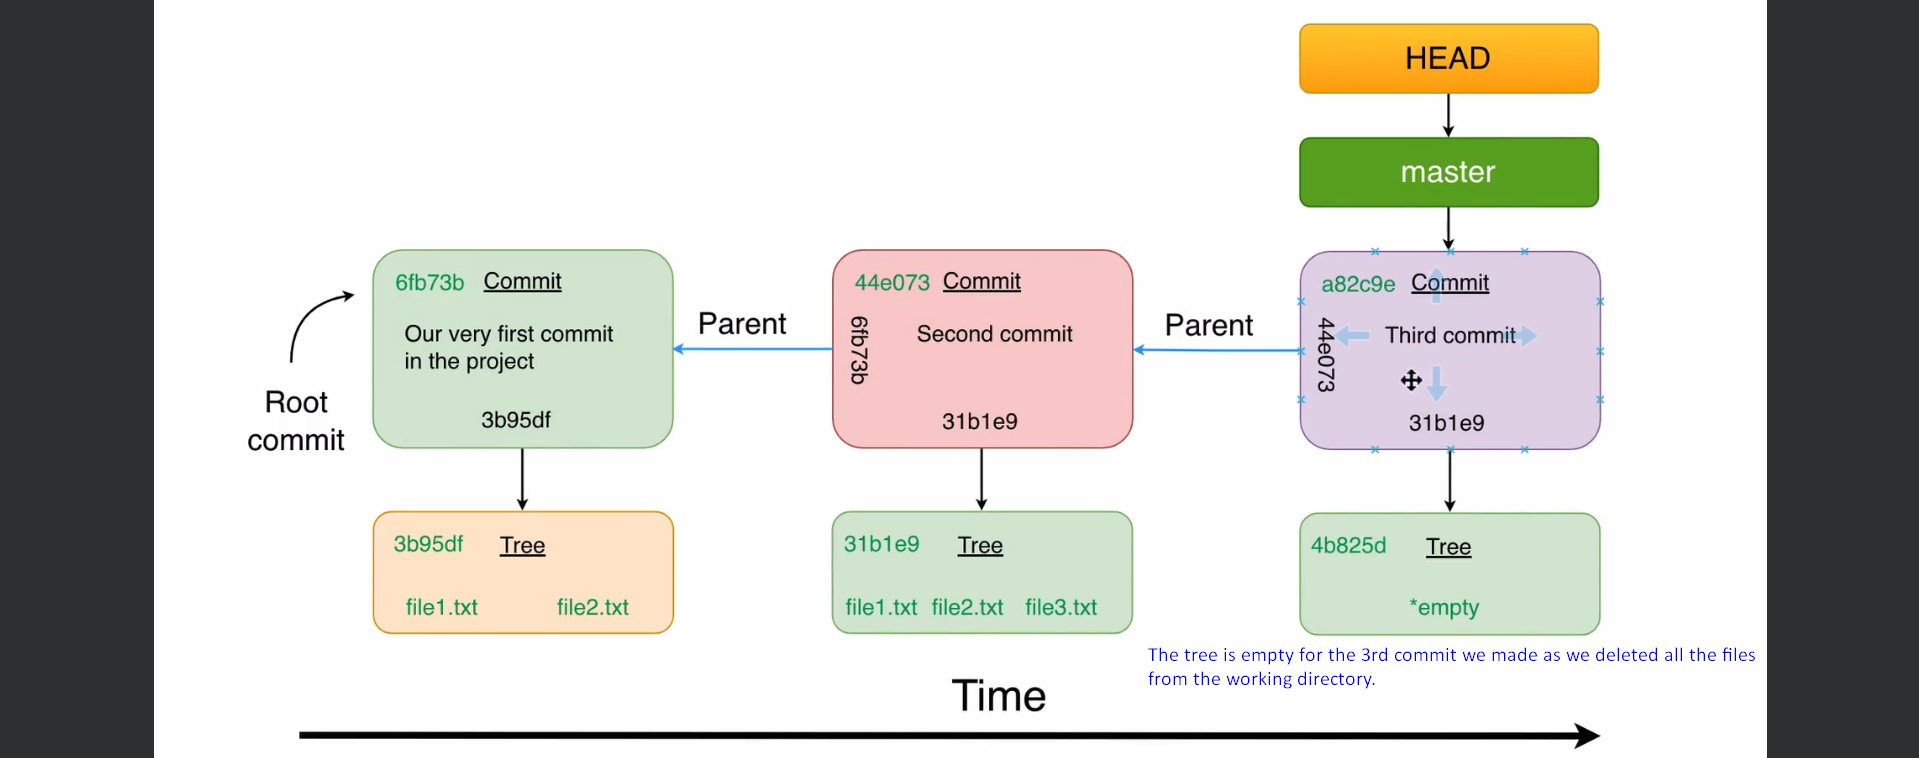 HEAD
master
6fb73b Commit
Our very first commit
in the project
3b95df
Parent
44e073 Commit
6fb73b
Second commit
31b1e9
Parent
a82c9e Commit
44e073
Third commit
31b1e9
Root
commit
3b95df Tree
file1.txt file2.txt
31b1e9 Tree
file1.txt file2.txt file3.txt
4b825d Tree
*empty
The tree is empty for the 3rd commit we made as we deleted all the files
from the working directory.
Time